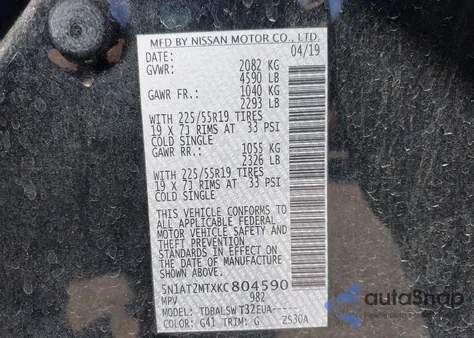 MFD BY NISSAN MOTOR CO., LTD.
DATE: 04/19
GVWR: 2082 KG
4590 LB
GAWR FR.: 1040 KG
2293 LB
WITH 225/55R19 TIRES
19 X 7J RIMS AT 33 PSI
COLD SINGLE
GAWR RR.: 1055 KG
2326 LB
WITH 225/55R19 TIRES
19 X 7J RIMS AT 33 PSI
COLD SINGLE
THIS VEHICLE CONFORMS TO
ALL APPLICABLE FEDERAL
MOTOR VEHICLE SAFETY
AND THEFT PREVENTION
STANDARDS IN EFFECT ON
THE DATE OF MANUFACTURE
SHOWN ABOVE.
5N1AT2MTXKC804590
MPV 982
MODEL: TDBALSWT32EUA-----
COLOR: G41 TRIM: G 2S30A
autoSnap